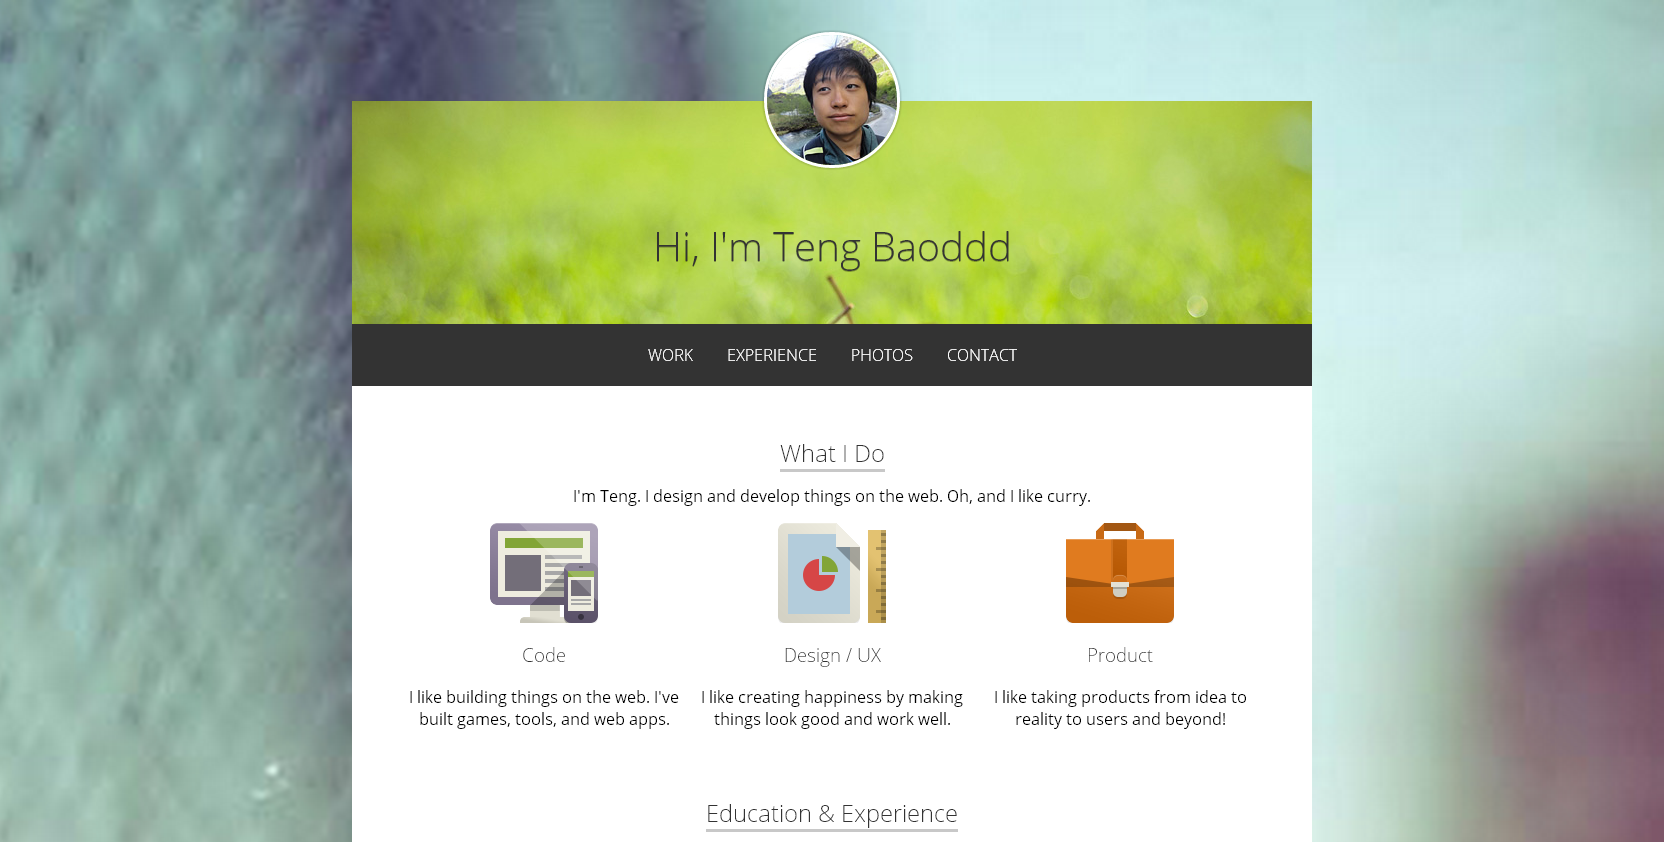 Hi, I'm Teng Baoddd
WORK EXPERIENCE PHOTOS CONTACT
What I Do
I'm Teng. I design and develop things on the web. Oh, and I like curry.
Code
I like building things on the web. I've
built games, tools, and web apps.
Design / UX
I like creating happiness by making
things look good and work well.
Product
I like taking products from idea to
reality to users and beyond!
Education & Experience